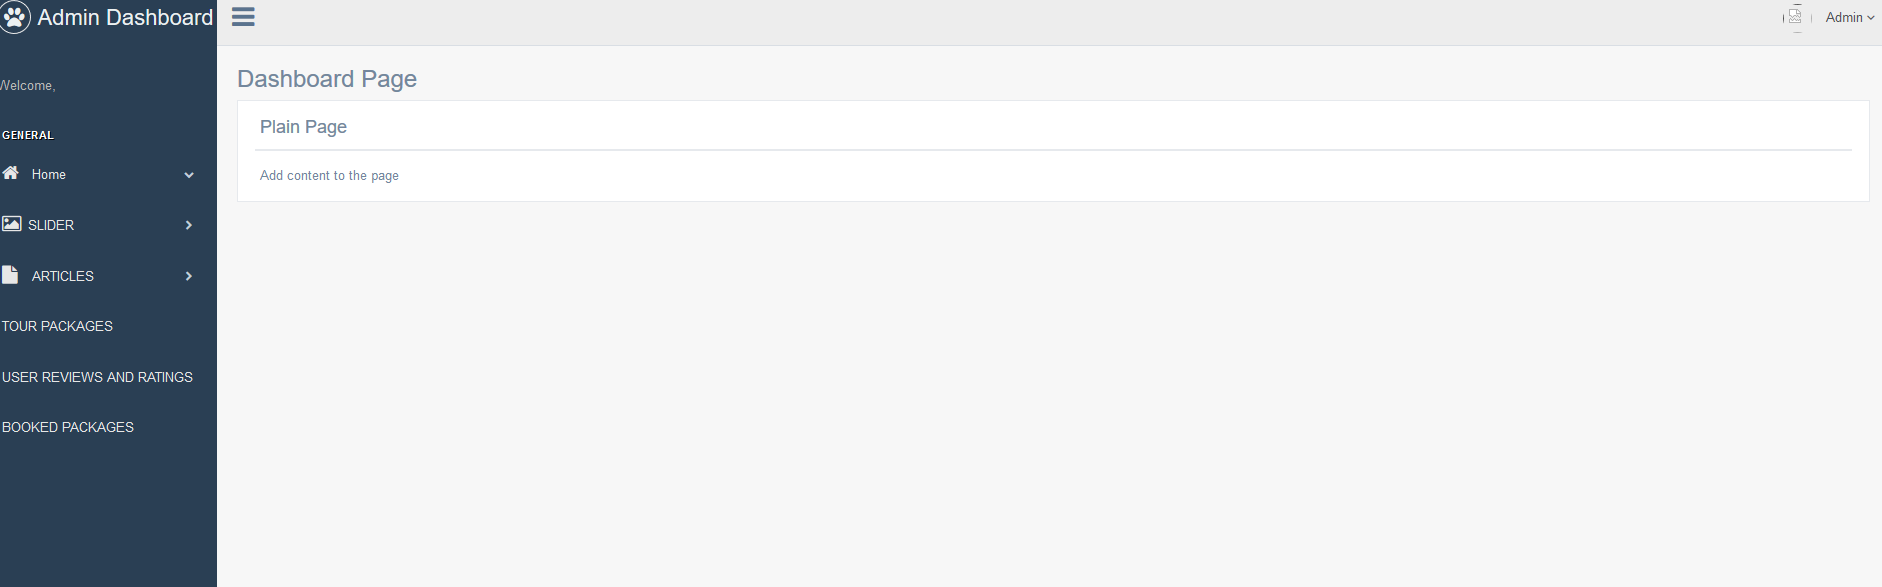 Admin Dashboard
Admin
Welcome,
GENERAL
Home
SLIDER
ARTICLES
TOUR PACKAGES
USER REVIEWS AND RATINGS
BOOKED PACKAGES
Dashboard Page
Plain Page
Add content to the page